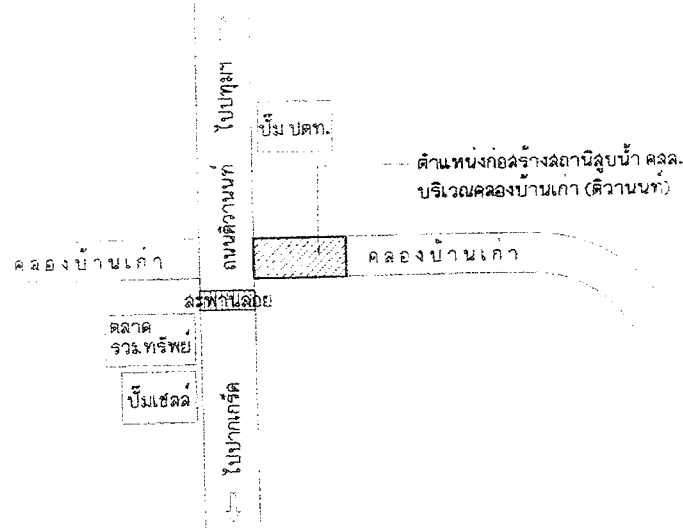 ไปปทุมฯ
ปั๊ม ปตท.
ถนนติวานนท์
ตำแหน่งก่อสร้างสถานีสูบน้ำ คสล.
บริเวณคลองบ้านเก่า (ติวานนท์)
คลองบ้านเก่า
คลองบ้านเก่า
สะพานลอย
ตลาด
รวมทรัพย์
ปั๊มเชลล์
ไปปากเกร็ด